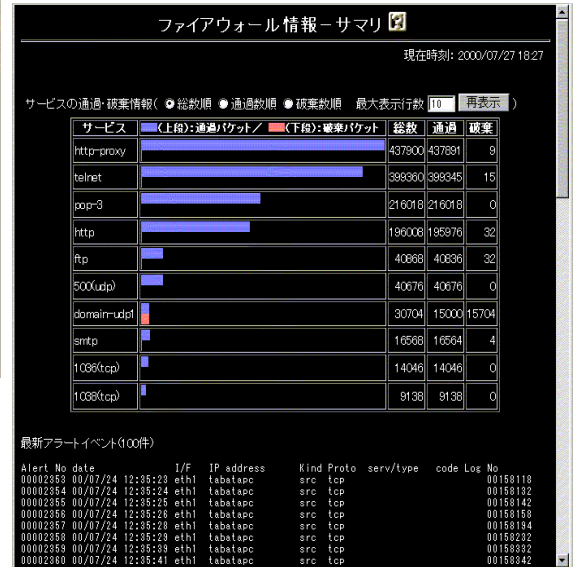 ファイアウォール情報－サマリ
現在時刻: 2000/07/27 18:27
サービスの通過・破棄情報( 総数順 通過数順 破棄数順 最大表示行数 10 再表示 )
サービス (上段):通過パケット／ (下段):破棄パケット 総数 通過 破棄
http-proxy 437900 437891 9
telnet 399360 399345 15
pop-3 216018 216018 0
http 196008 195976 32
ftp 40868 40836 32
500(udp) 40676 40676 0
domain-udp1 30704 15000 15704
smtp 16568 16564 4
1036(tcp) 14046 14046 0
1038(tcp) 9138 9138 0
最新アラートイベント(100件)
Alert No date I/F IP address Kind Proto serv/type code Log No
00002353 00/07/24 12:35:23 eth1 tabatapc src tcp 00158118
00002354 00/07/24 12:35:24 eth1 tabatapc src tcp 00158132
00002355 00/07/24 12:35:25 eth1 tabatapc src tcp 00158142
00002356 00/07/24 12:35:26 eth1 tabatapc src tcp 00158158
00002357 00/07/24 12:35:28 eth1 tabatapc src tcp 00158194
00002358 00/07/24 12:35:29 eth1 tabatapc src tcp 00158232
00002359 00/07/24 12:35:39 eth1 tabatapc src tcp 00158332
00002360 00/07/24 12:35:41 eth1 tabatapc src tcp 00158342